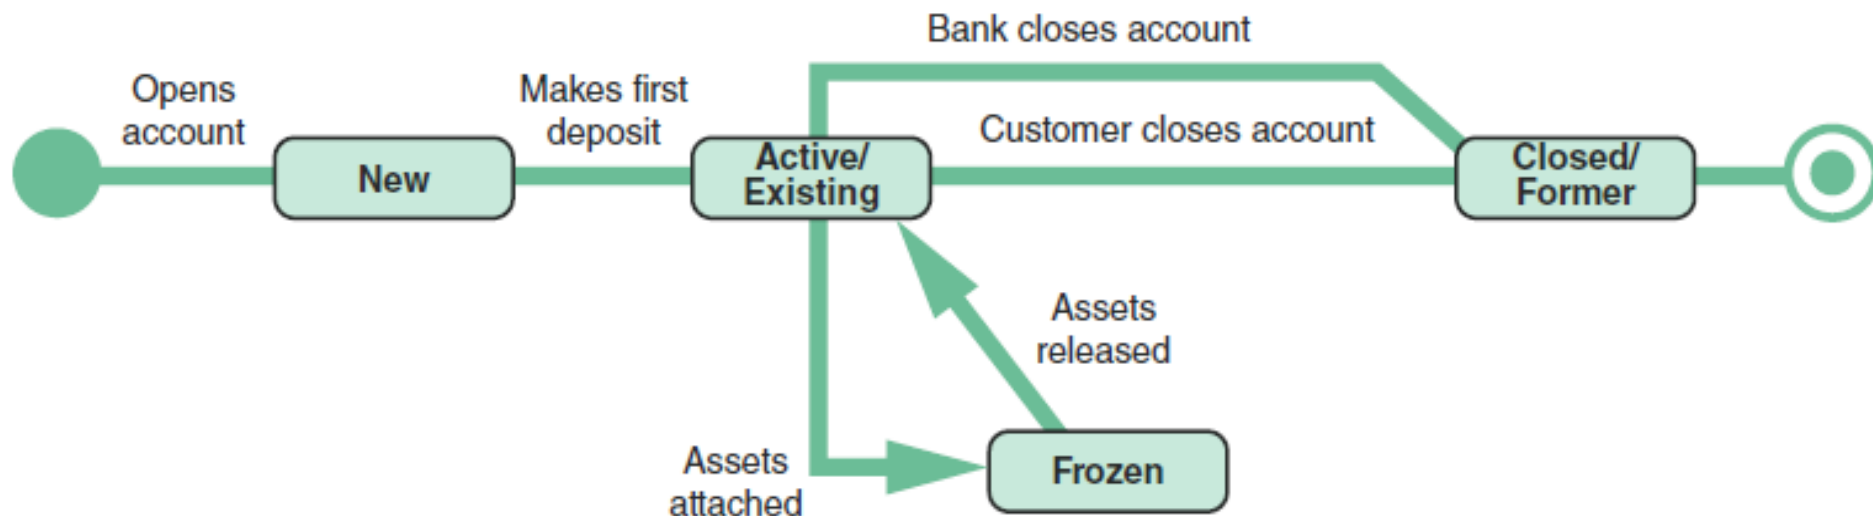 Bank closes account
Opens
account
Makes first
deposit
Customer closes account
New
Active/
Existing
Closed/
Former
Assets
released
Assets
attached
Frozen